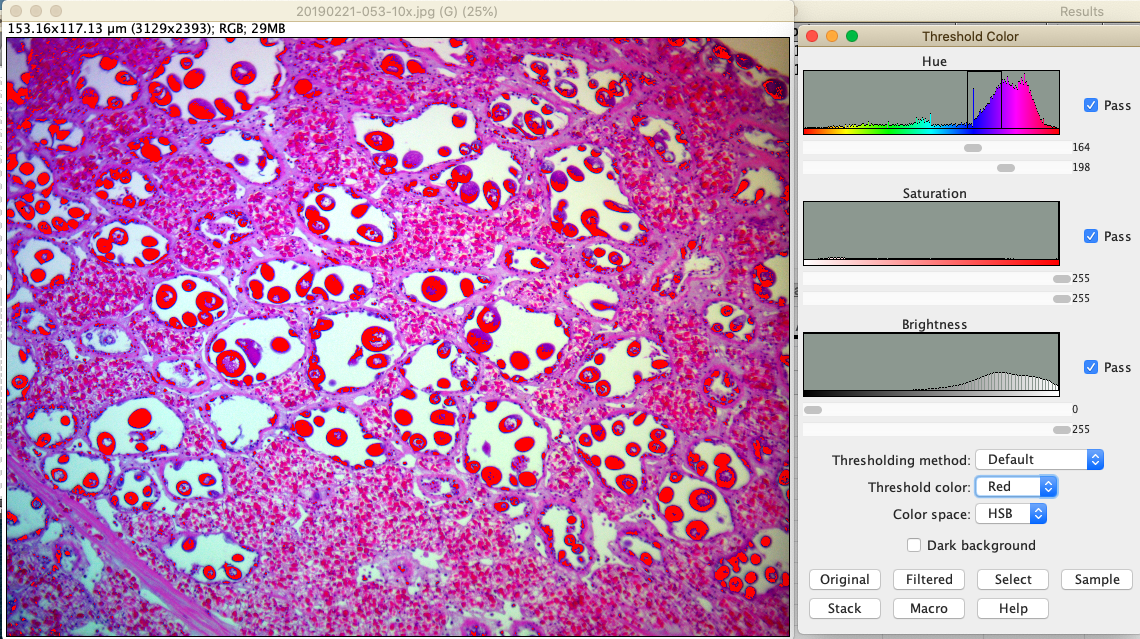 20190221-053-10x.jpg (G) (25%)
Results
153.16x117.13 µm (3129x2393); RGB; 29MB
Threshold Color
Hue
Pass
164
198
Saturation
Pass
255
255
Brightness
Pass
0
255
Thresholding method: Default
Threshold color: Red
Color space: HSB
Dark background
Original Filtered Select Sample
Stack Macro Help